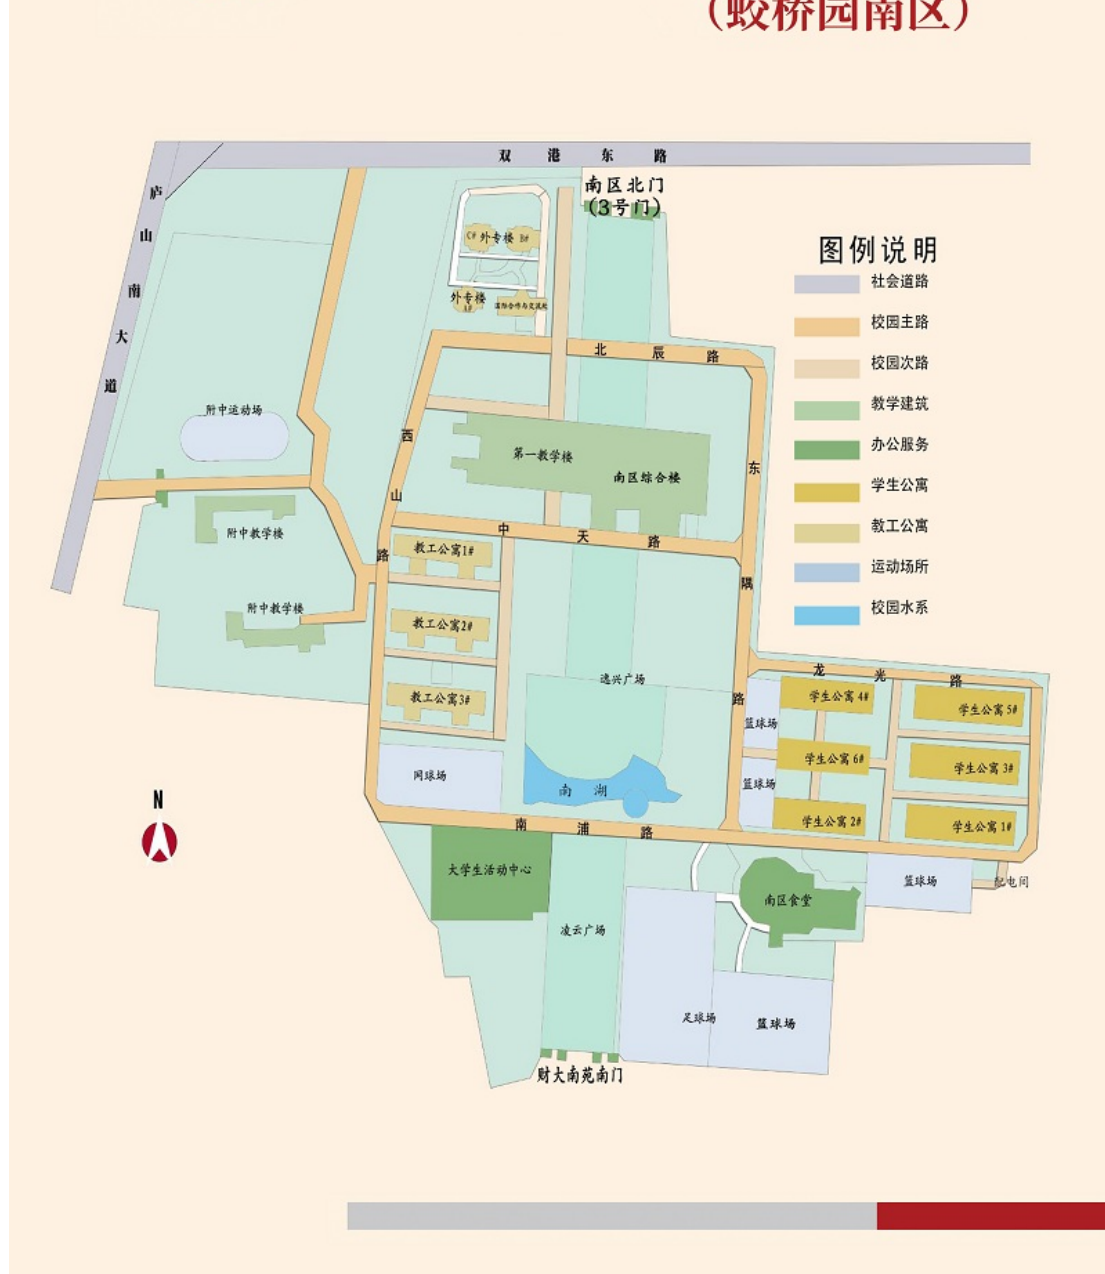 （蛟桥园南区）
双港东路
庐山南大道
南区北门
（3号门）
C# 外专楼 B#
外专楼
A#
国际合作与交流处
图例说明
社会道路
校园主路
校园次路
教学建筑
办公服务
学生公寓
教工公寓
运动场所
校园水系
北辰路
附中运动场
西山路
第一教学楼
南区综合楼
东隅路
中天路
附中教学楼
教工公寓1#
附中教学楼
教工公寓2#
教工公寓3#
逸兴广场
龙光路
篮球场
学生公寓 4#
学生公寓 5#
学生公寓 6#
学生公寓 3#
篮球场
学生公寓 2#
学生公寓 1#
网球场
南湖
N
南浦路
大学生活动中心
南区食堂
篮球场
配电间
凌云广场
足球场
篮球场
财大南苑南门